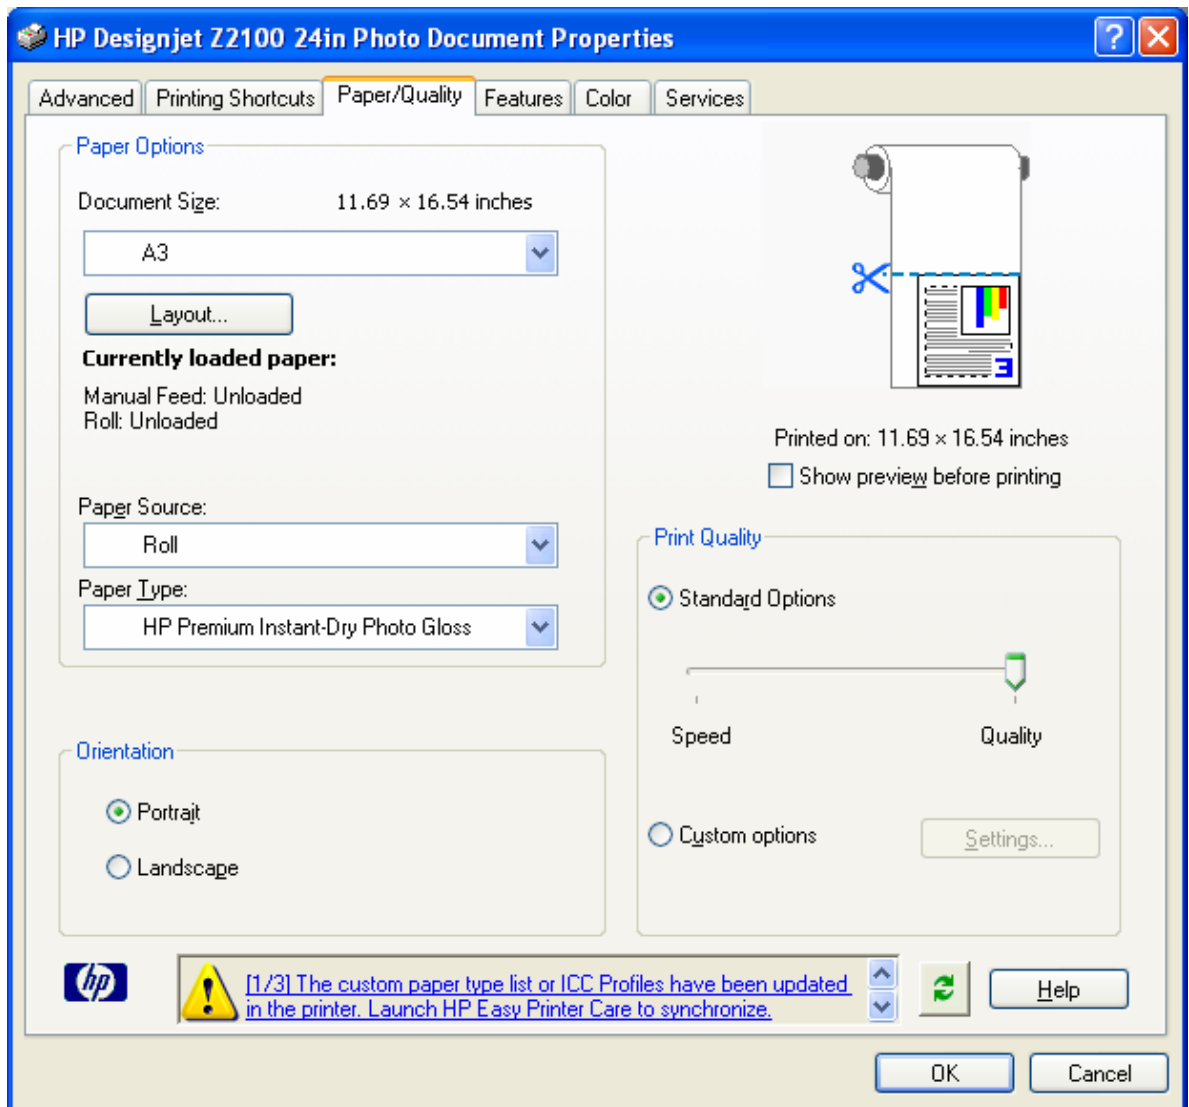 HP Designjet Z2100 24in Photo Document Properties
?
Advanced Printing Shortcuts Paper/Quality Features Color Services
Paper Options
Document Size: 11.69 × 16.54 inches
A3
Layout...
Currently loaded paper:
Manual Feed: Unloaded
Roll: Unloaded
Paper Source:
Roll
Paper Type:
HP Premium Instant-Dry Photo Gloss
Orientation
Portrait
Landscape
3
Printed on: 11.69 × 16.54 inches
Show preview before printing
Print Quality
Standard Options
Speed Quality
Custom options Settings...
hp
[1/3] The custom paper type list or ICC Profiles have been updated
in the printer. Launch HP Easy Printer Care to synchronize.
Help
OK Cancel